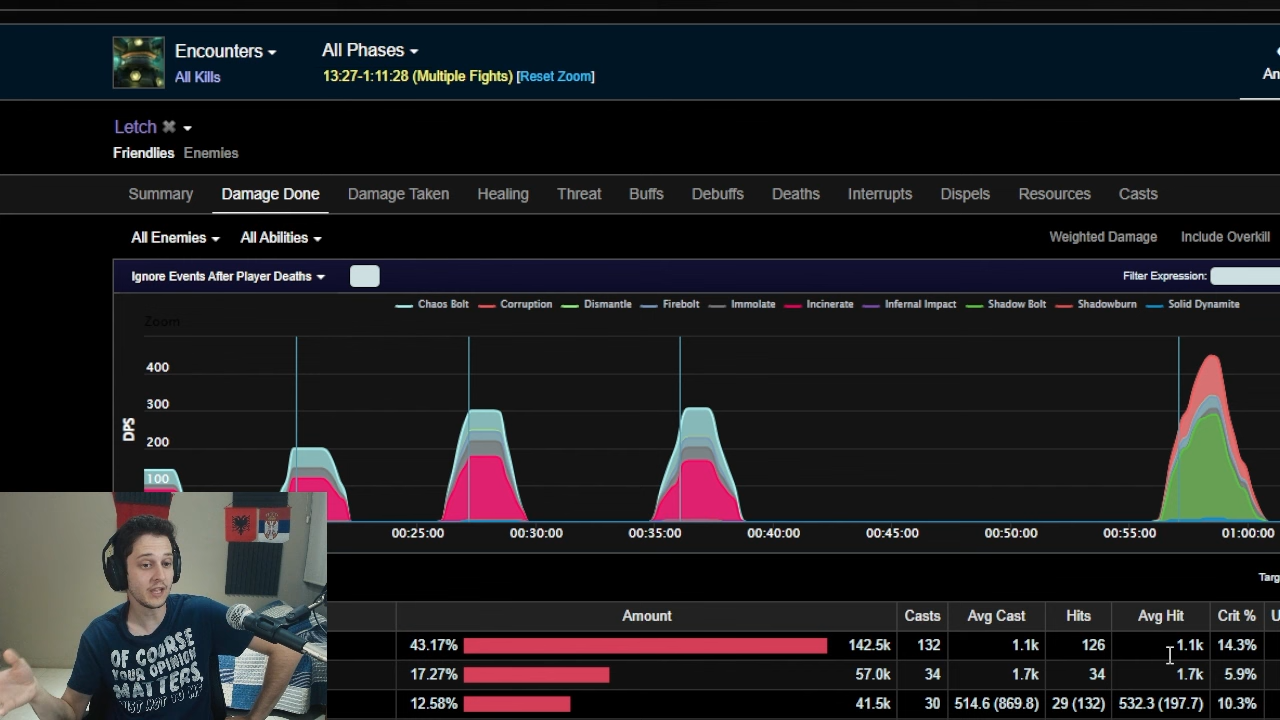 Encounters All Phases
All Kills 13:27-1:11:28 (Multiple Fights) [Reset Zoom]
An
Letch
Friendlies Enemies
Summary Damage Done Damage Taken Healing Threat Buffs Debuffs Deaths Interrupts Dispels Resources Casts
All Enemies All Abilities Weighted Damage Include Overkill
Ignore Events After Player Deaths Filter Expression:
Chaos Bolt Corruption Dismantle Firebolt Immolate Incinerate Infernal Impact Shadow Bolt Shadowburn Solid Dynamite
Zoom
400
300
200
100
DPS
00:25:00 00:30:00 00:35:00 00:40:00 00:45:00 00:50:00 00:55:00 01:00:00
Targ
Amount Casts Avg Cast Hits Avg Hit Crit % U
43.17% 142.5k 132 1.1k 126 1.1k 14.3%
17.27% 57.0k 34 1.7k 34 1.7k 5.9%
12.58% 41.5k 30 514.6 (869.8) 29 (132) 532.3 (197.7) 10.3%
OF COURSE
YOUR OPINION
MATTERS,
JUST NOT TO ME